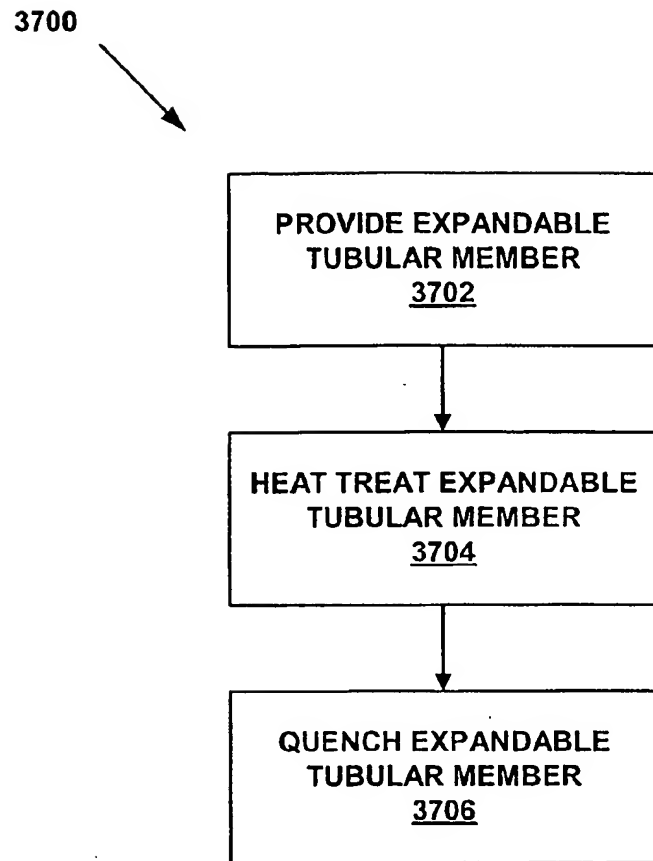 3700
PROVIDE EXPANDABLE
TUBULAR MEMBER
3702
HEAT TREAT EXPANDABLE
TUBULAR MEMBER
3704
QUENCH EXPANDABLE
TUBULAR MEMBER
3706